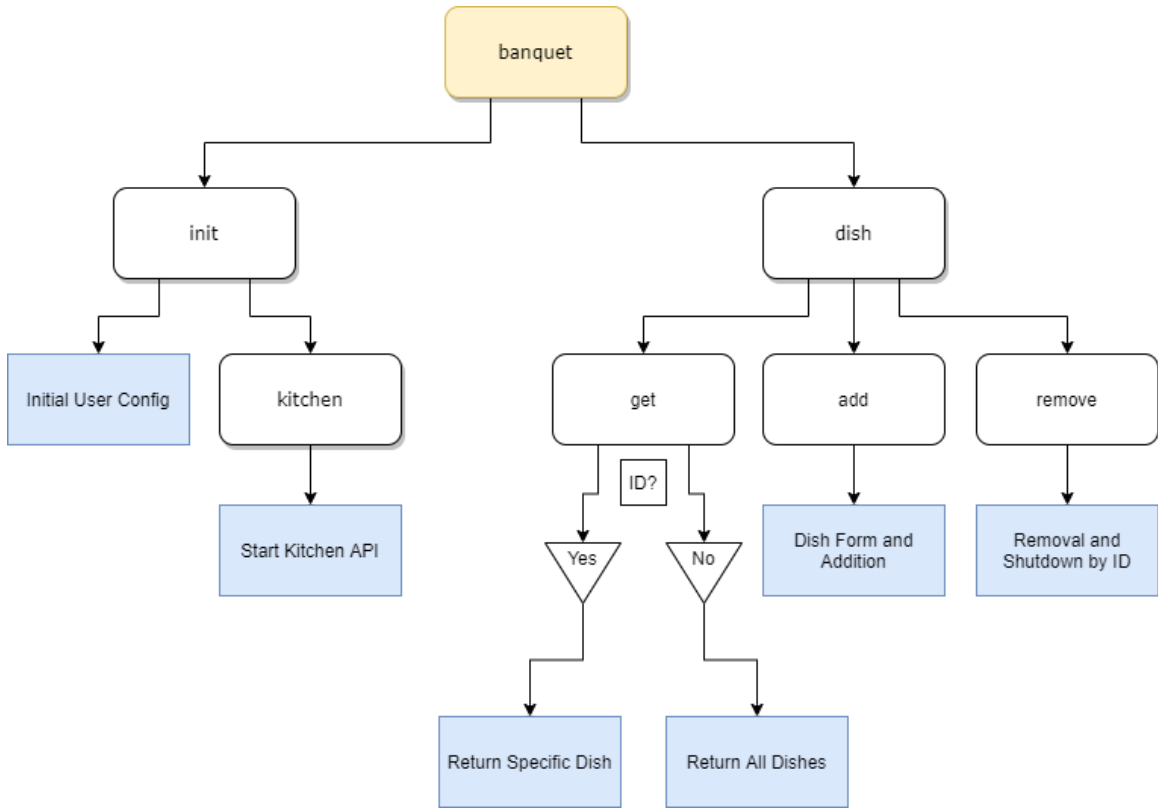 banquet
init
dish
Initial User Config
kitchen
get
add
remove
ID?
Start Kitchen API
Yes
No
Dish Form and
Addition
Removal and
Shutdown by ID
Return Specific Dish
Return All Dishes